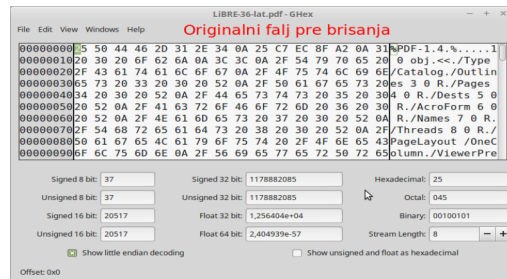 LiBRE-36-lat.pdf - GHex
File Edit View Windows Help
Originalni falj pre brisanja
00000000 25 50 44 46 2D 31 2E 34 0A 25 C7 EC 8F A2 0A 31 %PDF-1.4.%.....1
00000010 20 30 20 6F 62 6A 0A 3C 3C 0A 2F 54 79 70 65 20 0 obj.<<./Type
00000020 2F 43 61 74 61 6C 6F 67 0A 2F 4F 75 74 6C 69 6E /Catalog./Outlin
00000030 65 73 20 33 20 30 20 52 0A 2F 50 61 67 65 73 20 es 3 0 R./Pages
00000040 34 20 30 20 52 0A 2F 44 65 73 74 73 20 35 20 30 4 0 R./Dests 5 0
00000050 20 52 0A 2F 41 63 72 6F 46 6F 72 6D 20 36 20 30 R./AcroForm 6 0
00000060 20 52 0A 2F 4E 61 6D 65 73 20 37 20 30 20 52 0A R./Names 7 0 R.
00000070 2F 54 68 72 65 61 64 73 20 38 20 30 20 52 0A 2F /Threads 8 0 R./
00000080 50 61 67 65 4C 61 79 6F 75 74 20 2F 4F 6E 65 43 PageLayout /OneC
00000090 6F 6C 75 6D 6E 0A 2F 56 69 65 77 65 72 50 72 65 olumn./ViewerPre
Signed 8 bit: 37 Signed 32 bit: 1178882085 Hexadecimal: 25
Unsigned 8 bit: 37 Unsigned 32 bit: 1178882085 Octal: 045
Signed 16 bit: 20517 Float 32 bit: 1,256404e+04 Binary: 00100101
Unsigned 16 bit: 20517 Float 64 bit: 2,404939e-57 Stream Length: 8 − +
Show little endian decoding Show unsigned and float as hexadecimal
Offset: 0x0